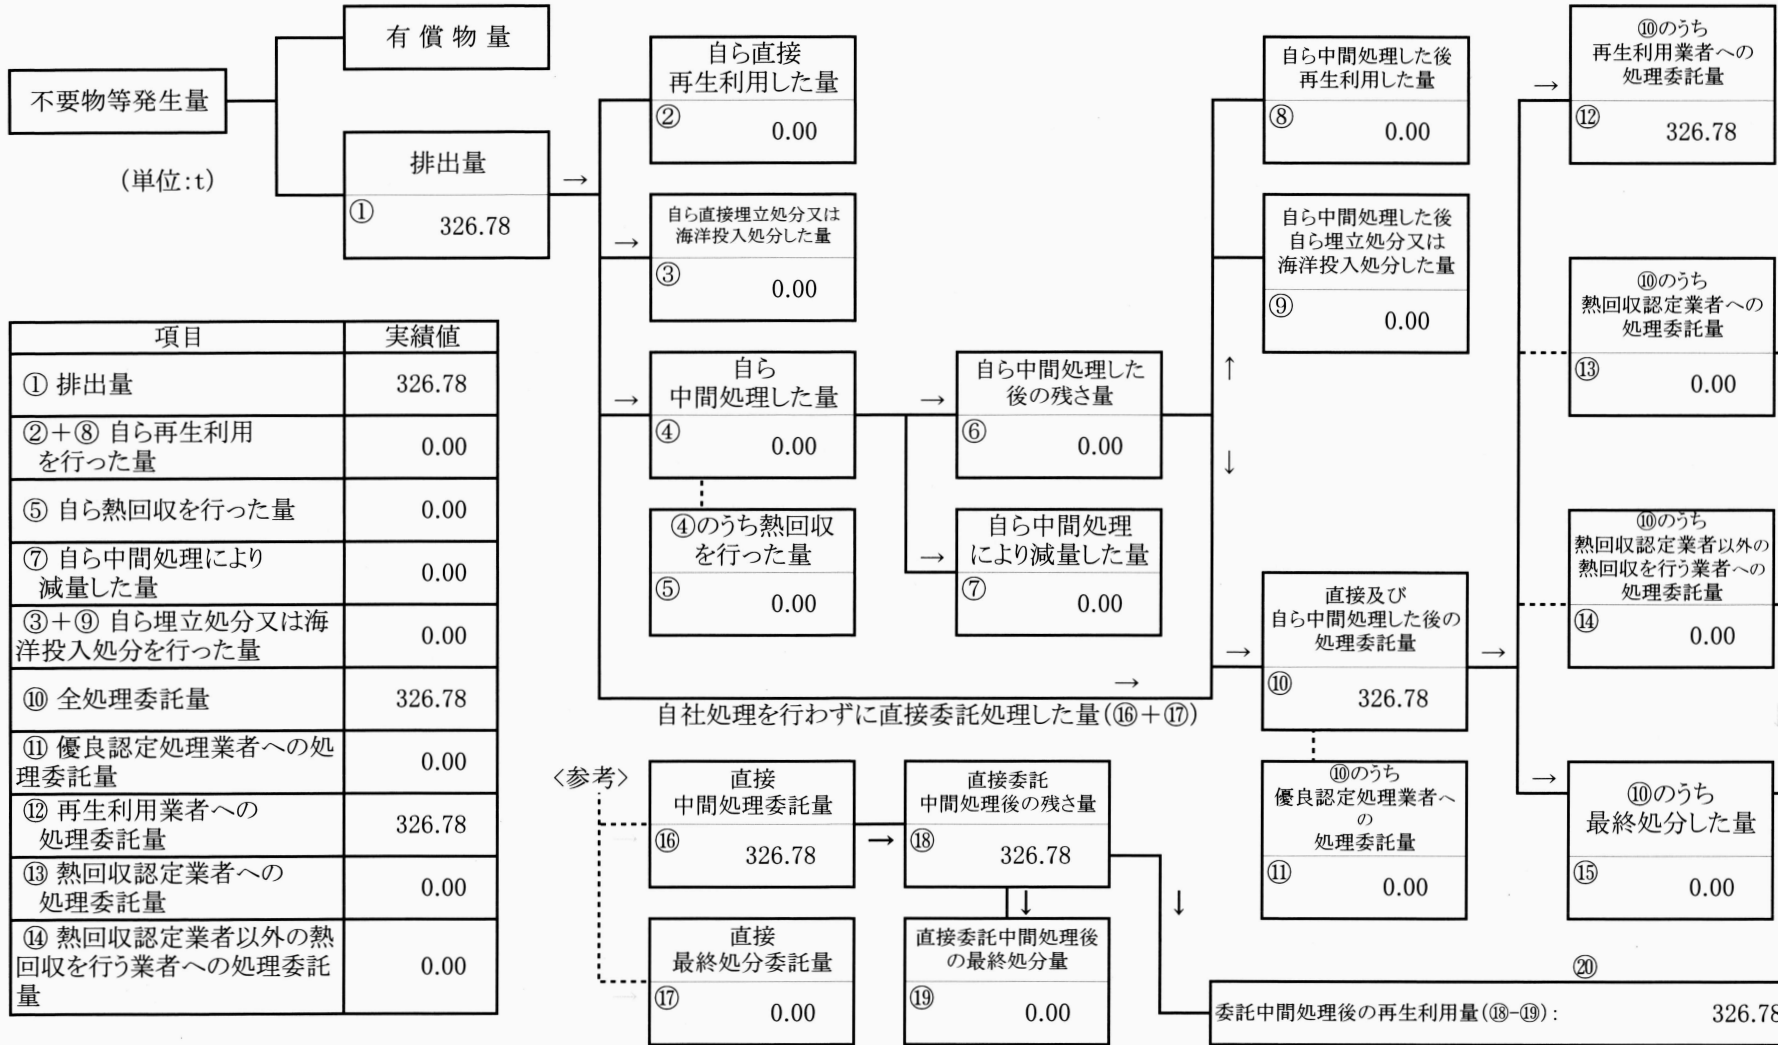 有償物量
不要物等発生量
(単位:t)
排出量
①
326.78
→
自ら直接
再生利用した量
②
0.00
→
自ら直接埋立処分又は
海洋投入処分した量
③
0.00
→
自ら
中間処理した量
④
0.00
④のうち熱回収
を行った量
⑤
0.00
→
自ら中間処理した
後の残さ量
⑥
0.00
→
自ら中間処理
により減量した量
⑦
0.00
↑
↓
自ら中間処理した後
再生利用した量
⑧
0.00
自ら中間処理した後
自ら埋立処分又は
海洋投入処分した量
⑨
0.00
→
自社処理を行わずに直接委託処理した量(⑯+⑰)
→
直接及び
自ら中間処理した後の
処理委託量
⑩
326.78
→
⑩のうち
優良認定処理業者へ
の
処理委託量
⑪
0.00
→
⑩のうち
再生利用業者への
処理委託量
⑫
326.78
⑩のうち
熱回収認定業者への
処理委託量
⑬
0.00
⑩のうち
熱回収認定業者以外の
熱回収を行う業者への
処理委託量
⑭
0.00
→
⑩のうち
最終処分した量
⑮
0.00
項目 実績値
① 排出量 326.78
②+⑧ 自ら再生利用
を行った量 0.00
⑤ 自ら熱回収を行った量 0.00
⑦ 自ら中間処理により
減量した量 0.00
③+⑨ 自ら埋立処分又は海
洋投入処分を行った量 0.00
⑩ 全処理委託量 326.78
⑪ 優良認定処理業者への処
理委託量 0.00
⑫ 再生利用業者への
処理委託量 326.78
⑬ 熱回収認定業者への
処理委託量 0.00
⑭ 熱回収認定業者以外の熱
回収を行う業者への処理委託
量 0.00
<参考>
→
直接
中間処理委託量
⑯
326.78
→
直接委託
中間処理後の残さ量
⑱
326.78
→
直接
最終処分委託量
⑰
0.00
↓
直接委託中間処理後
の最終処分量
⑲
0.00
↓
⑳
委託中間処理後の再生利用量(⑱-⑲): 326.78